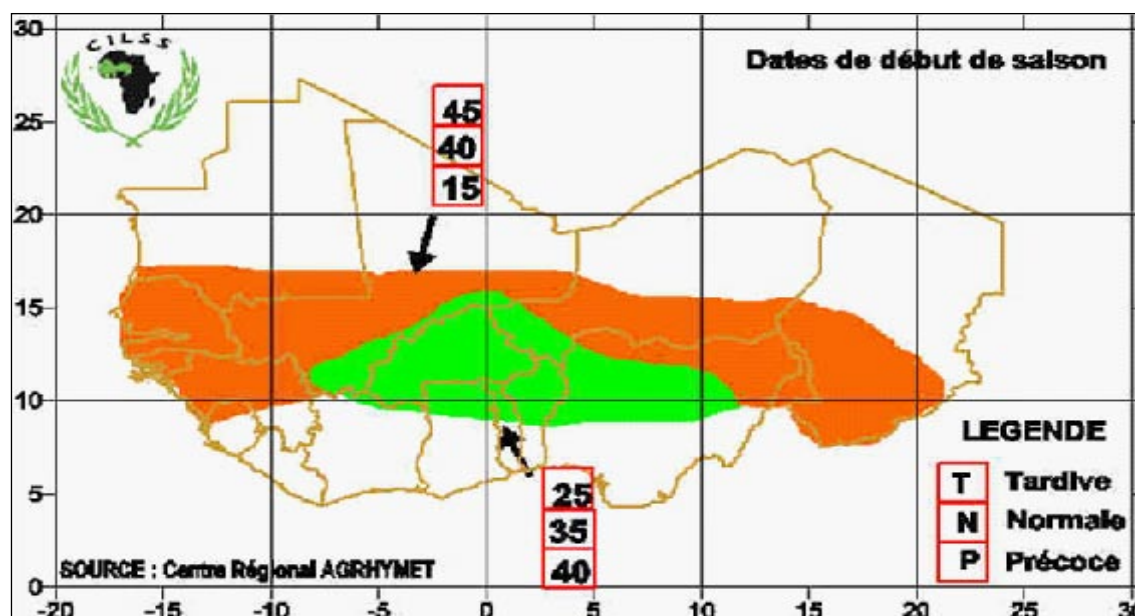 CILSS
Dates de début de saison
30
25
20
15
10
5
0
45
40
15
25
35
40
LEGENDE
T Tardive
N Normale
P Précoce
SOURCE : Centre Régional AGRHYMET
-20 -15 -10 -5 0 5 10 15 20 25 30